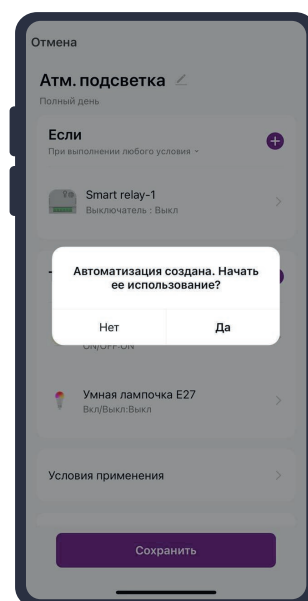 Отмена
Атм. подсветка
Полный день
Если
При выполнении любого условия
Smart relay-1
Выключатель : Выкл
Автоматизация создана. Начать
ее использование?
Нет
Да
ON/OFF:ON
Умная лампочка E27
Вкл/Выкл:Выкл
Условия применения
Сохранить